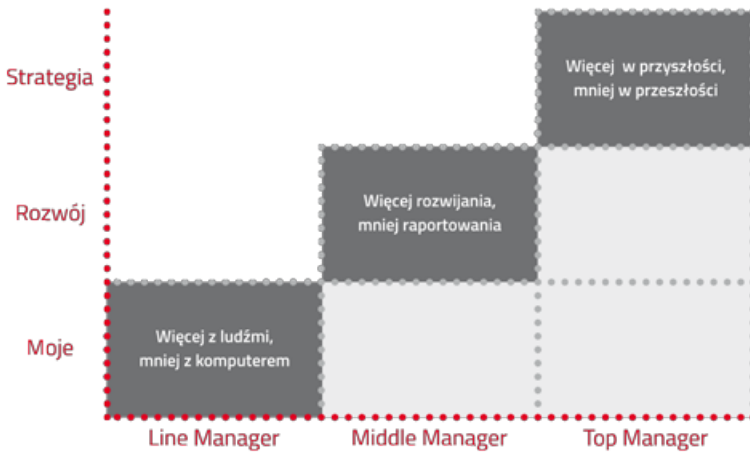 Strategia
Więcej w przyszłości,
mniej w przeszłości
Rozwój
Więcej rozwijania,
mniej raportowania
Moje
Więcej z ludźmi,
mniej z komputerem
Line Manager
Middle Manager
Top Manager